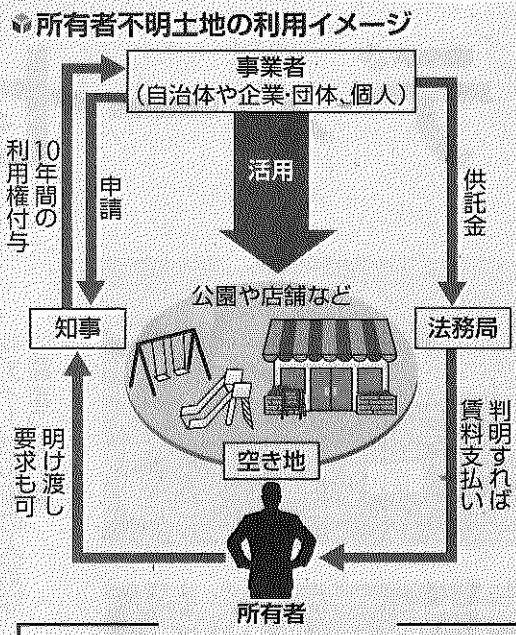 所有者不明土地の利用イメージ
事業者
(自治体や企業・団体、個人)
10年間の
利用権付与
申請
活用
供託金
公園や店舗など
知事
法務局
空き地
明け渡し
要求も可
判明すれば
賃料支払い
所有者